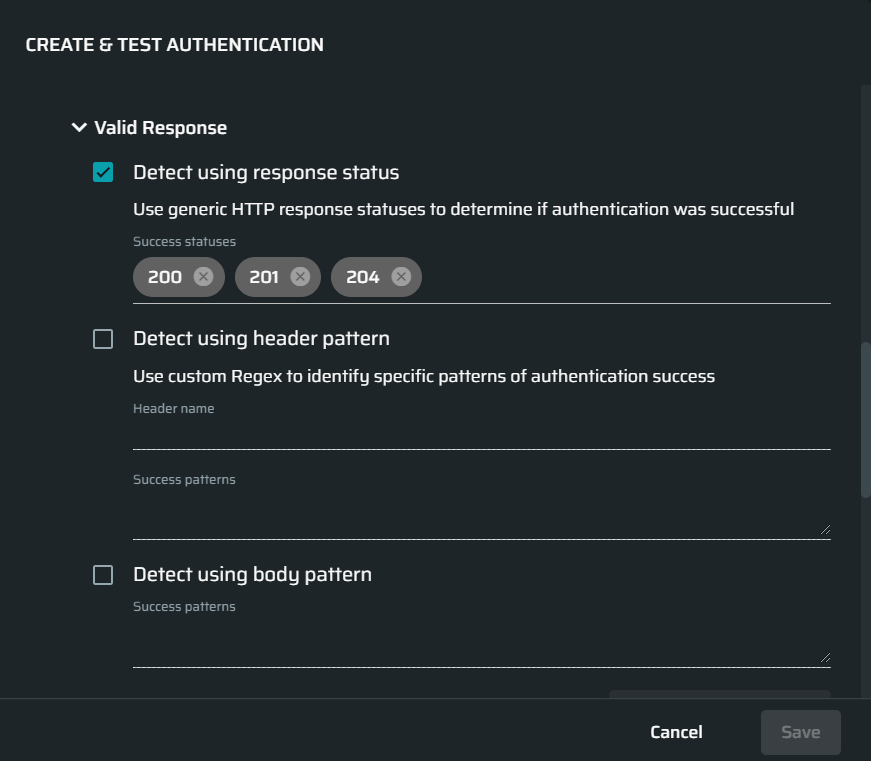 CREATE & TEST AUTHENTICATION
Valid Response
Detect using response status
Use generic HTTP response statuses to determine if authentication was successful
Success statuses
200 201 204
Detect using header pattern
Use custom Regex to identify specific patterns of authentication success
Header name
Success patterns
Detect using body pattern
Success patterns
Cancel Save